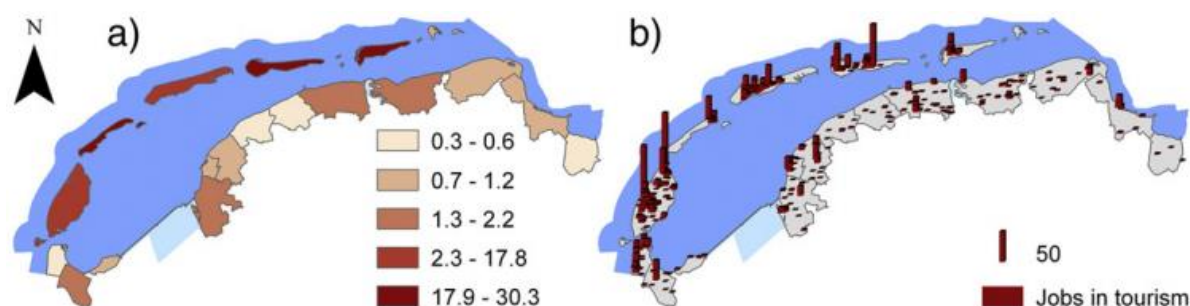 N
a)
0.3 - 0.6
0.7 - 1.2
1.3 - 2.2
2.3 - 17.8
17.9 - 30.3
b)
50
Jobs in tourism